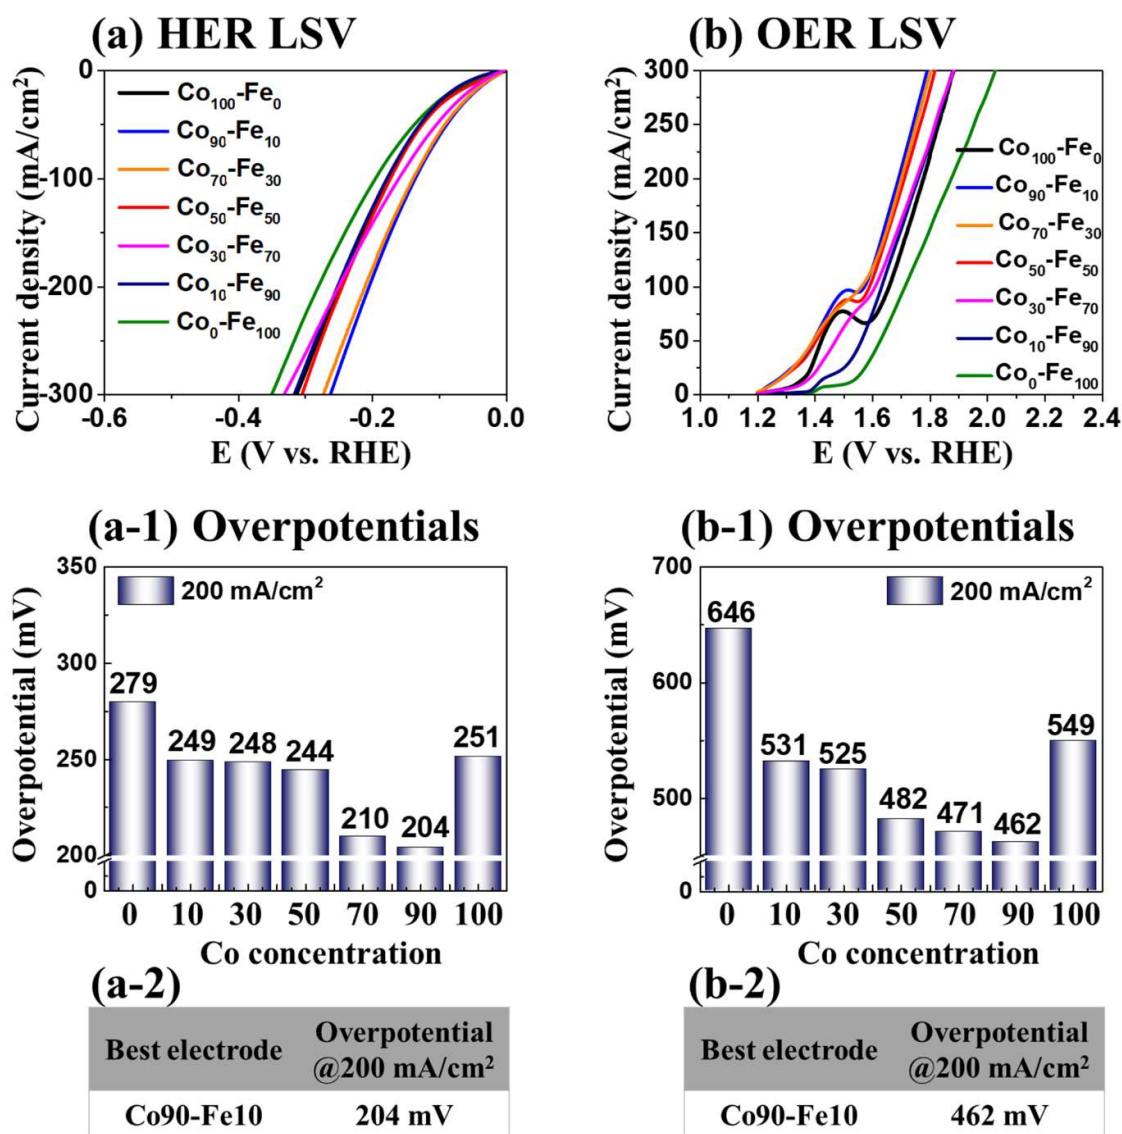 (a) HER LSV
0
-100
-200
-300
Current density (mA/cm²)
Co₁₀₀-Fe₀
Co₉₀-Fe₁₀
Co₇₀-Fe₃₀
Co₅₀-Fe₅₀
Co₃₀-Fe₇₀
Co₁₀-Fe₉₀
Co₀-Fe₁₀₀
-0.6 -0.4 -0.2 0.0
E (V vs. RHE)
(b) OER LSV
300
250
200
150
100
50
0
Current density (mA/cm²)
Co₁₀₀-Fe₀
Co₉₀-Fe₁₀
Co₇₀-Fe₃₀
Co₅₀-Fe₅₀
Co₃₀-Fe₇₀
Co₁₀-Fe₉₀
Co₀-Fe₁₀₀
1.0 1.2 1.4 1.6 1.8 2.0 2.2 2.4
E (V vs. RHE)
(a-1) Overpotentials
350
300
250
200
0
Overpotential (mV)
200 mA/cm²
279 249 248 244 210 204 251
0 10 30 50 70 90 100
Co concentration
(b-1) Overpotentials
700
600
500
0
Overpotential (mV)
200 mA/cm²
646 531 525 482 471 462 549
0 10 30 50 70 90 100
Co concentration
(a-2)
Best electrode
Overpotential
@200 mA/cm²
Co90-Fe10 204 mV
(b-2)
Best electrode
Overpotential
@200 mA/cm²
Co90-Fe10 462 mV